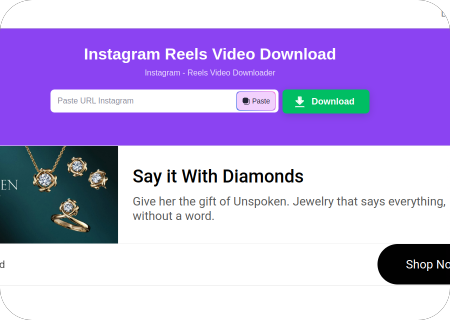 Instagram Reels Video Download
Instagram - Reels Video Downloader
Paste URL Instagram
Paste
Download
EN
Say it With Diamonds
Give her the gift of Unspoken. Jewelry that says everything,
without a word.
d
Shop No